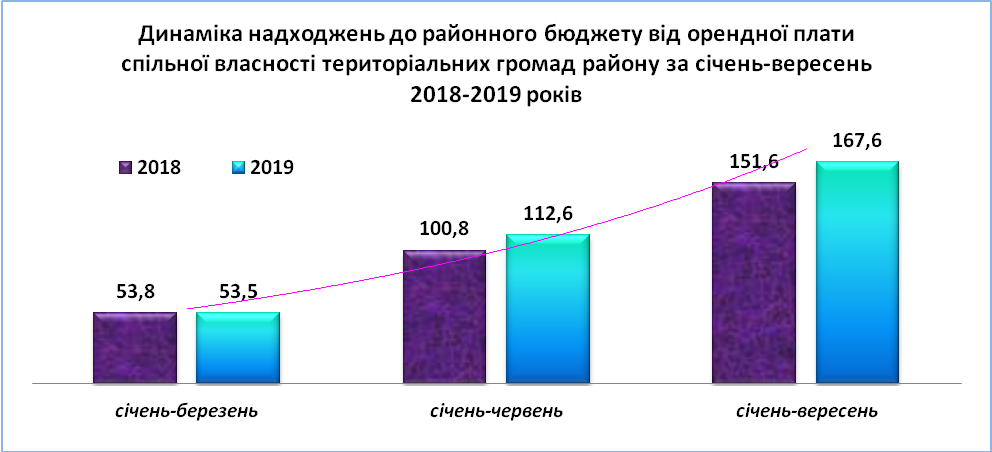 Динаміка надходжень до районного бюджету від орендної плати
спільної власності територіальних громад району за січень-вересень
2018-2019 років
2018 2019
53,8 53,5 100,8 112,6 151,6 167,6
січень-березень січень-червень січень-вересень